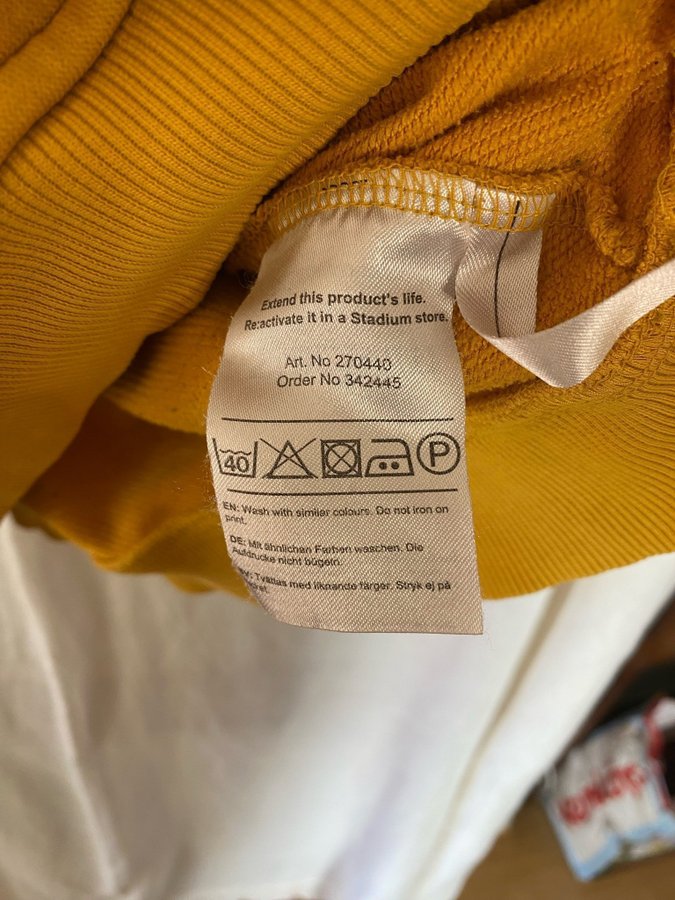 Extend this product's life.
Re:activate it in a Stadium store.
Art. No 270440
Order No 342445
40
P
EN: Wash with similar colours. Do not iron on
print.
DE: Mit ähnlichen Farben waschen. Die
Aufdrucke nicht bügeln.
Tvättas med liknande färger. Stryk ej på